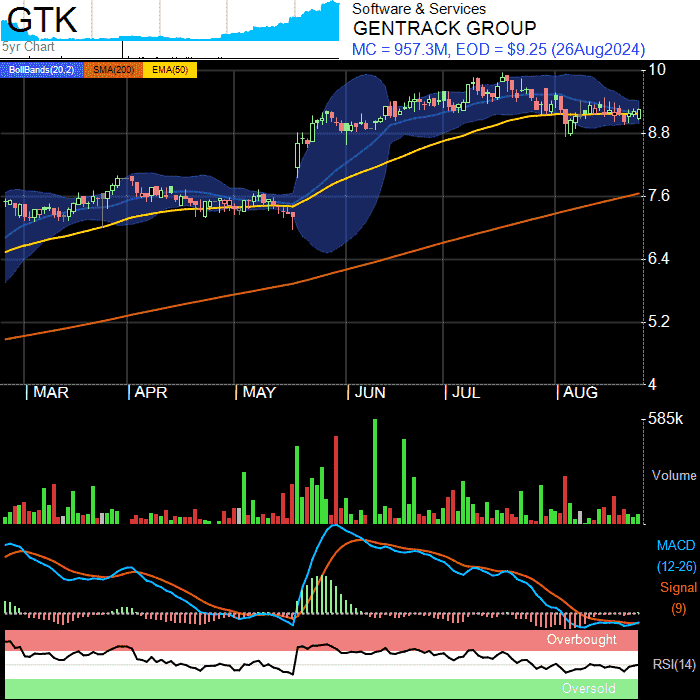 GTK
5yr Chart
Software & Services
GENTRACK GROUP
MC = 957.3M, EOD = $9.25 (26Aug2024)
BollBands(20,2) SMA(200) EMA(50)
10
8.8
7.6
6.4
5.2
4
MAR APR MAY JUN JUL AUG
585k
Volume
MACD
(12-26)
Signal
(9)
Overbought
RSI(14)
Oversold